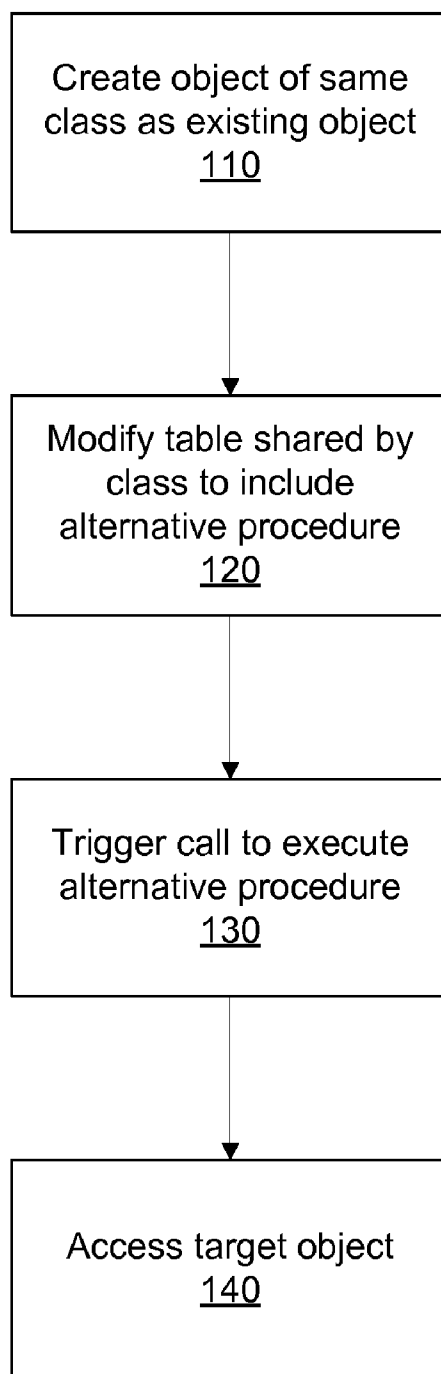 Create object of same
class as existing object
110
Modify table shared by
class to include
alternative procedure
120
Trigger call to execute
alternative procedure
130
Access target object
140